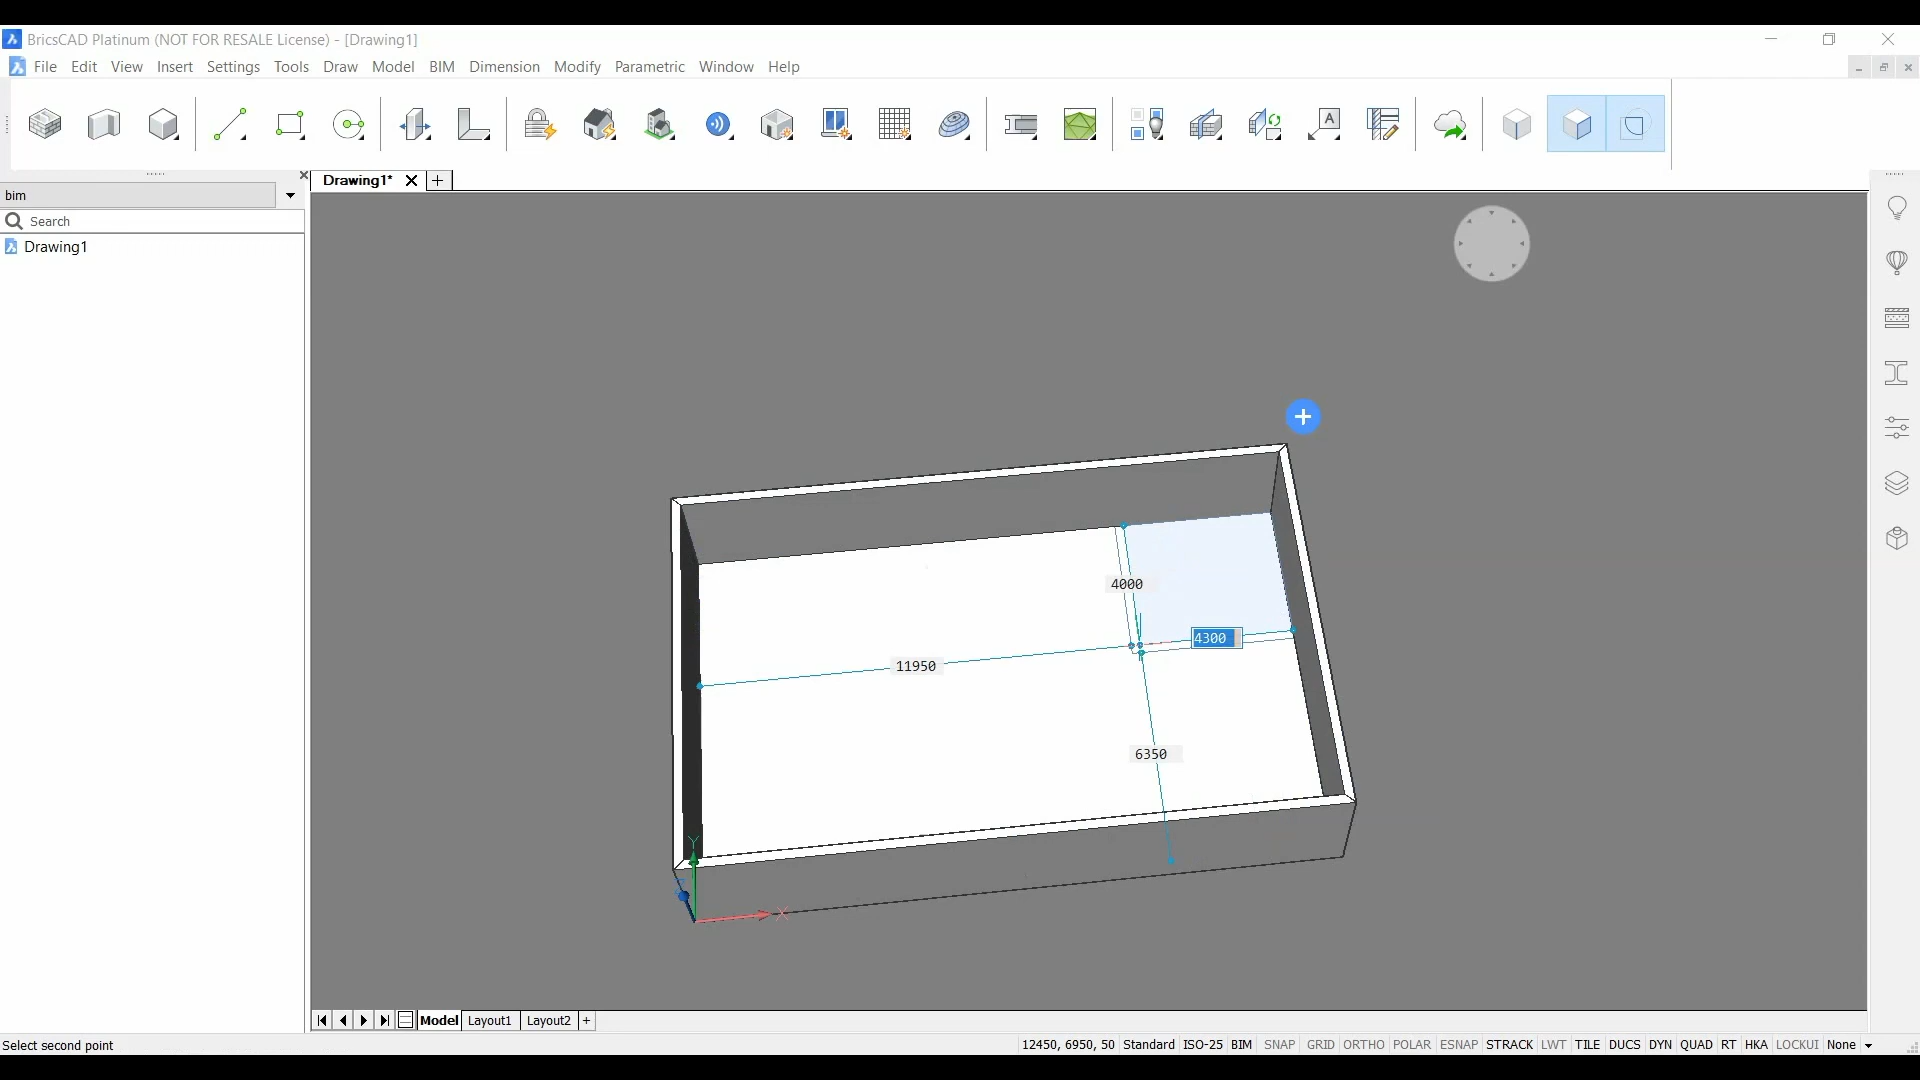 BricsCAD Platinum (NOT FOR RESALE License) - [Drawing1]
File Edit View Insert Settings Tools Draw Model BIM Dimension Modify Parametric Window Help
A
bim
Drawing1*
Search
Drawing1
4000
4300
11950
6350
Y
X
Model Layout1 Layout2 +
Select second point
12450, 6950, 50 Standard ISO-25 BIM SNAP GRID ORTHO POLAR ESNAP STRACK LWT TILE DUCS DYN QUAD RT HKA LOCKUI None